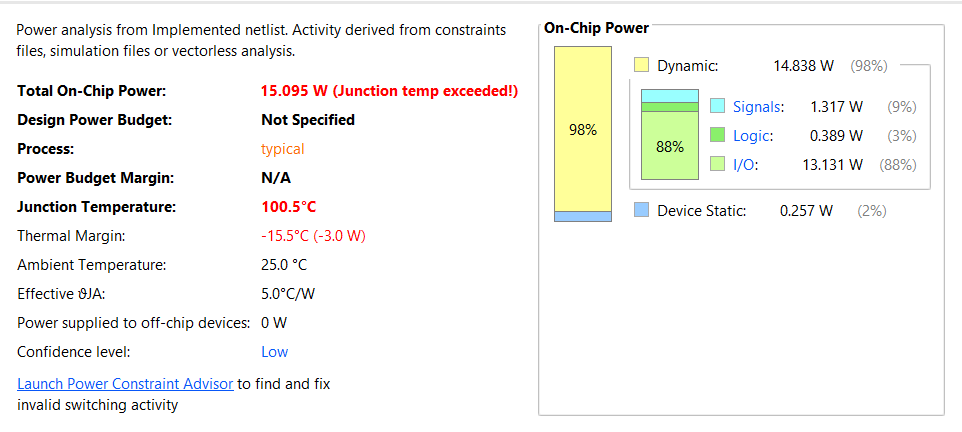 Power analysis from Implemented netlist. Activity derived from constraints
files, simulation files or vectorless analysis.
Total On-Chip Power: 15.095 W (Junction temp exceeded!)
Design Power Budget: Not Specified
Process: typical
Power Budget Margin: N/A
Junction Temperature: 100.5°C
Thermal Margin: -15.5°C (-3.0 W)
Ambient Temperature: 25.0 °C
Effective ϑJA: 5.0°C/W
Power supplied to off-chip devices: 0 W
Confidence level: Low
Launch Power Constraint Advisor to find and fix
invalid switching activity
On-Chip Power
Dynamic: 14.838 W (98%)
98%
Signals: 1.317 W (9%)
Logic: 0.389 W (3%)
88%
I/O: 13.131 W (88%)
Device Static: 0.257 W (2%)